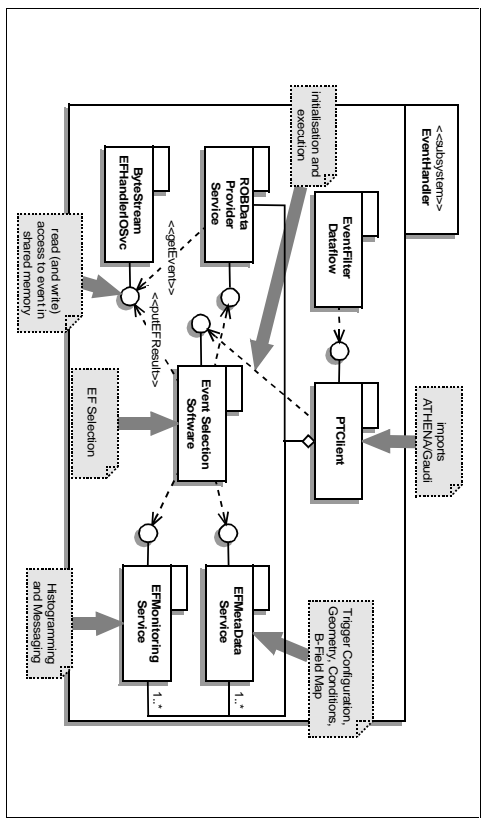 <<subsystem>>
EventHandler
imports
ATHENA/Gaudi
initialisation and
execution
EventFilter
Dataflow
PTClient
Trigger Configuration,
Geometry, Conditions,
B-Field Map
ROBData
Provider
Service
<<getEvent>>
<<putEFResult>>
Event Selection
Software
EFMetaData
Service
1..*
ByteStream
EFHandlerIOSvc
EFMonitoring
Service
1..*
read (and write)
access to event in
shared memory
EF Selection
Histogramming
and Messaging